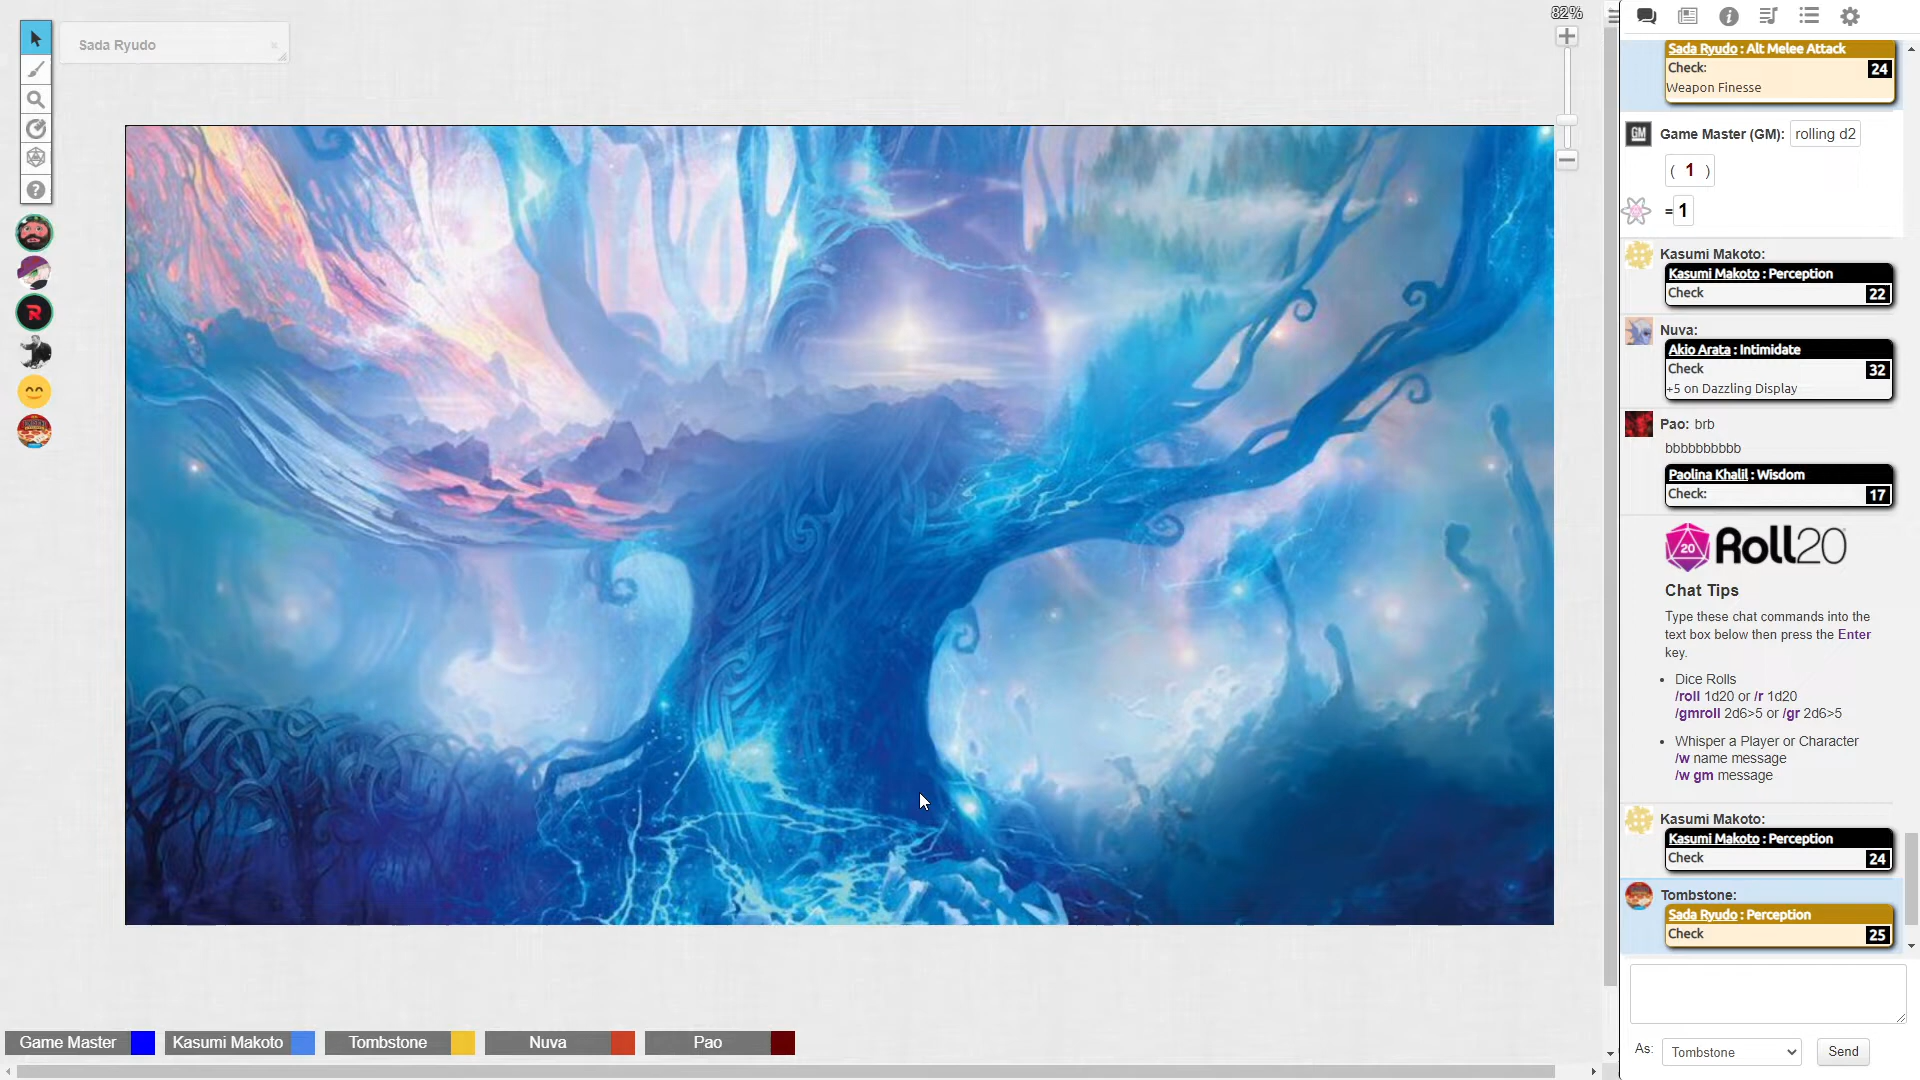 Sada Ryudo
82%
Sada Ryudo : Alt Melee Attack
Check:
24
Weapon Finesse
GM
Game Master (GM): rolling d2
( 1 )
=1
Kasumi Makoto:
Kasumi Makoto : Perception
Check
22
Nuva:
Akio Arata : Intimidate
Check
32
+5 on Dazzling Display
Pao: brb
bbbbbbbbbb
Paolina Khalil : Wisdom
Check:
17
20
Roll20
Chat Tips
Type these chat commands into the
text box below then press the Enter
key.
• Dice Rolls
/roll 1d20 or /r 1d20
/gmroll 2d6>5 or /gr 2d6>5
• Whisper a Player or Character
/w name message
/w gm message
Kasumi Makoto:
Kasumi Makoto : Perception
Check
24
Tombstone:
Sada Ryudo : Perception
Check
25
As: Tombstone Send
Game Master Kasumi Makoto Tombstone Nuva Pao